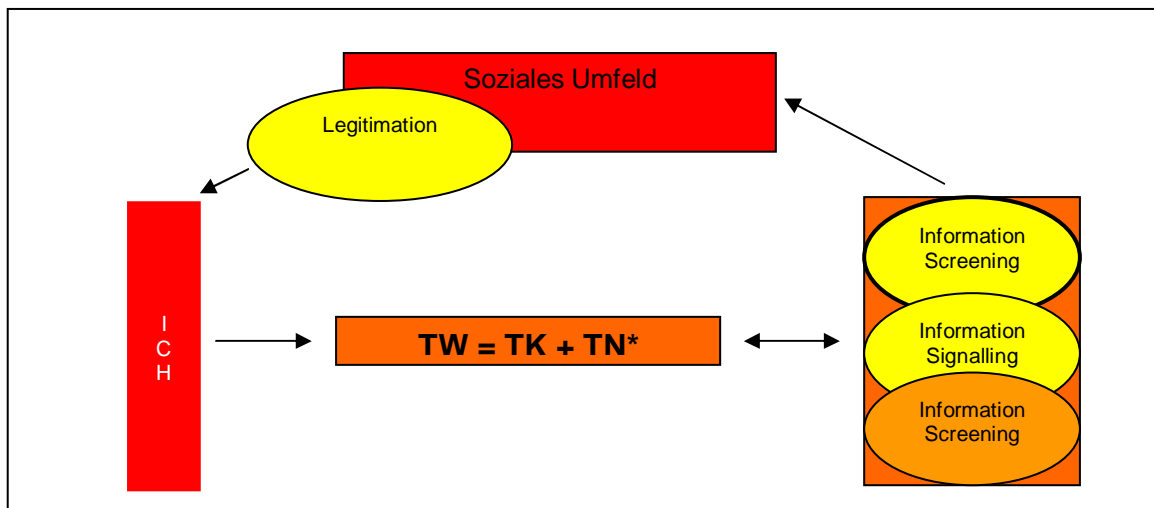 Soziales Umfeld
Legitimation
I
C
H
TW = TK + TN*
Information
Screening
Information
Signalling
Information
Screening